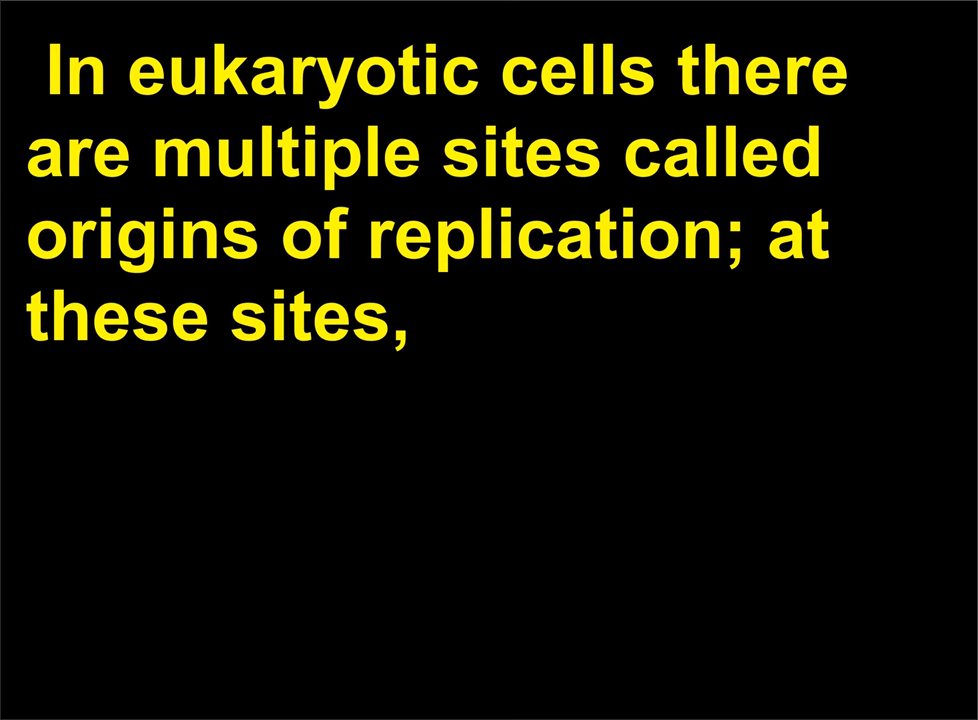 In eukaryotic cells there
are multiple sites called
origins of replication; at
these sites,